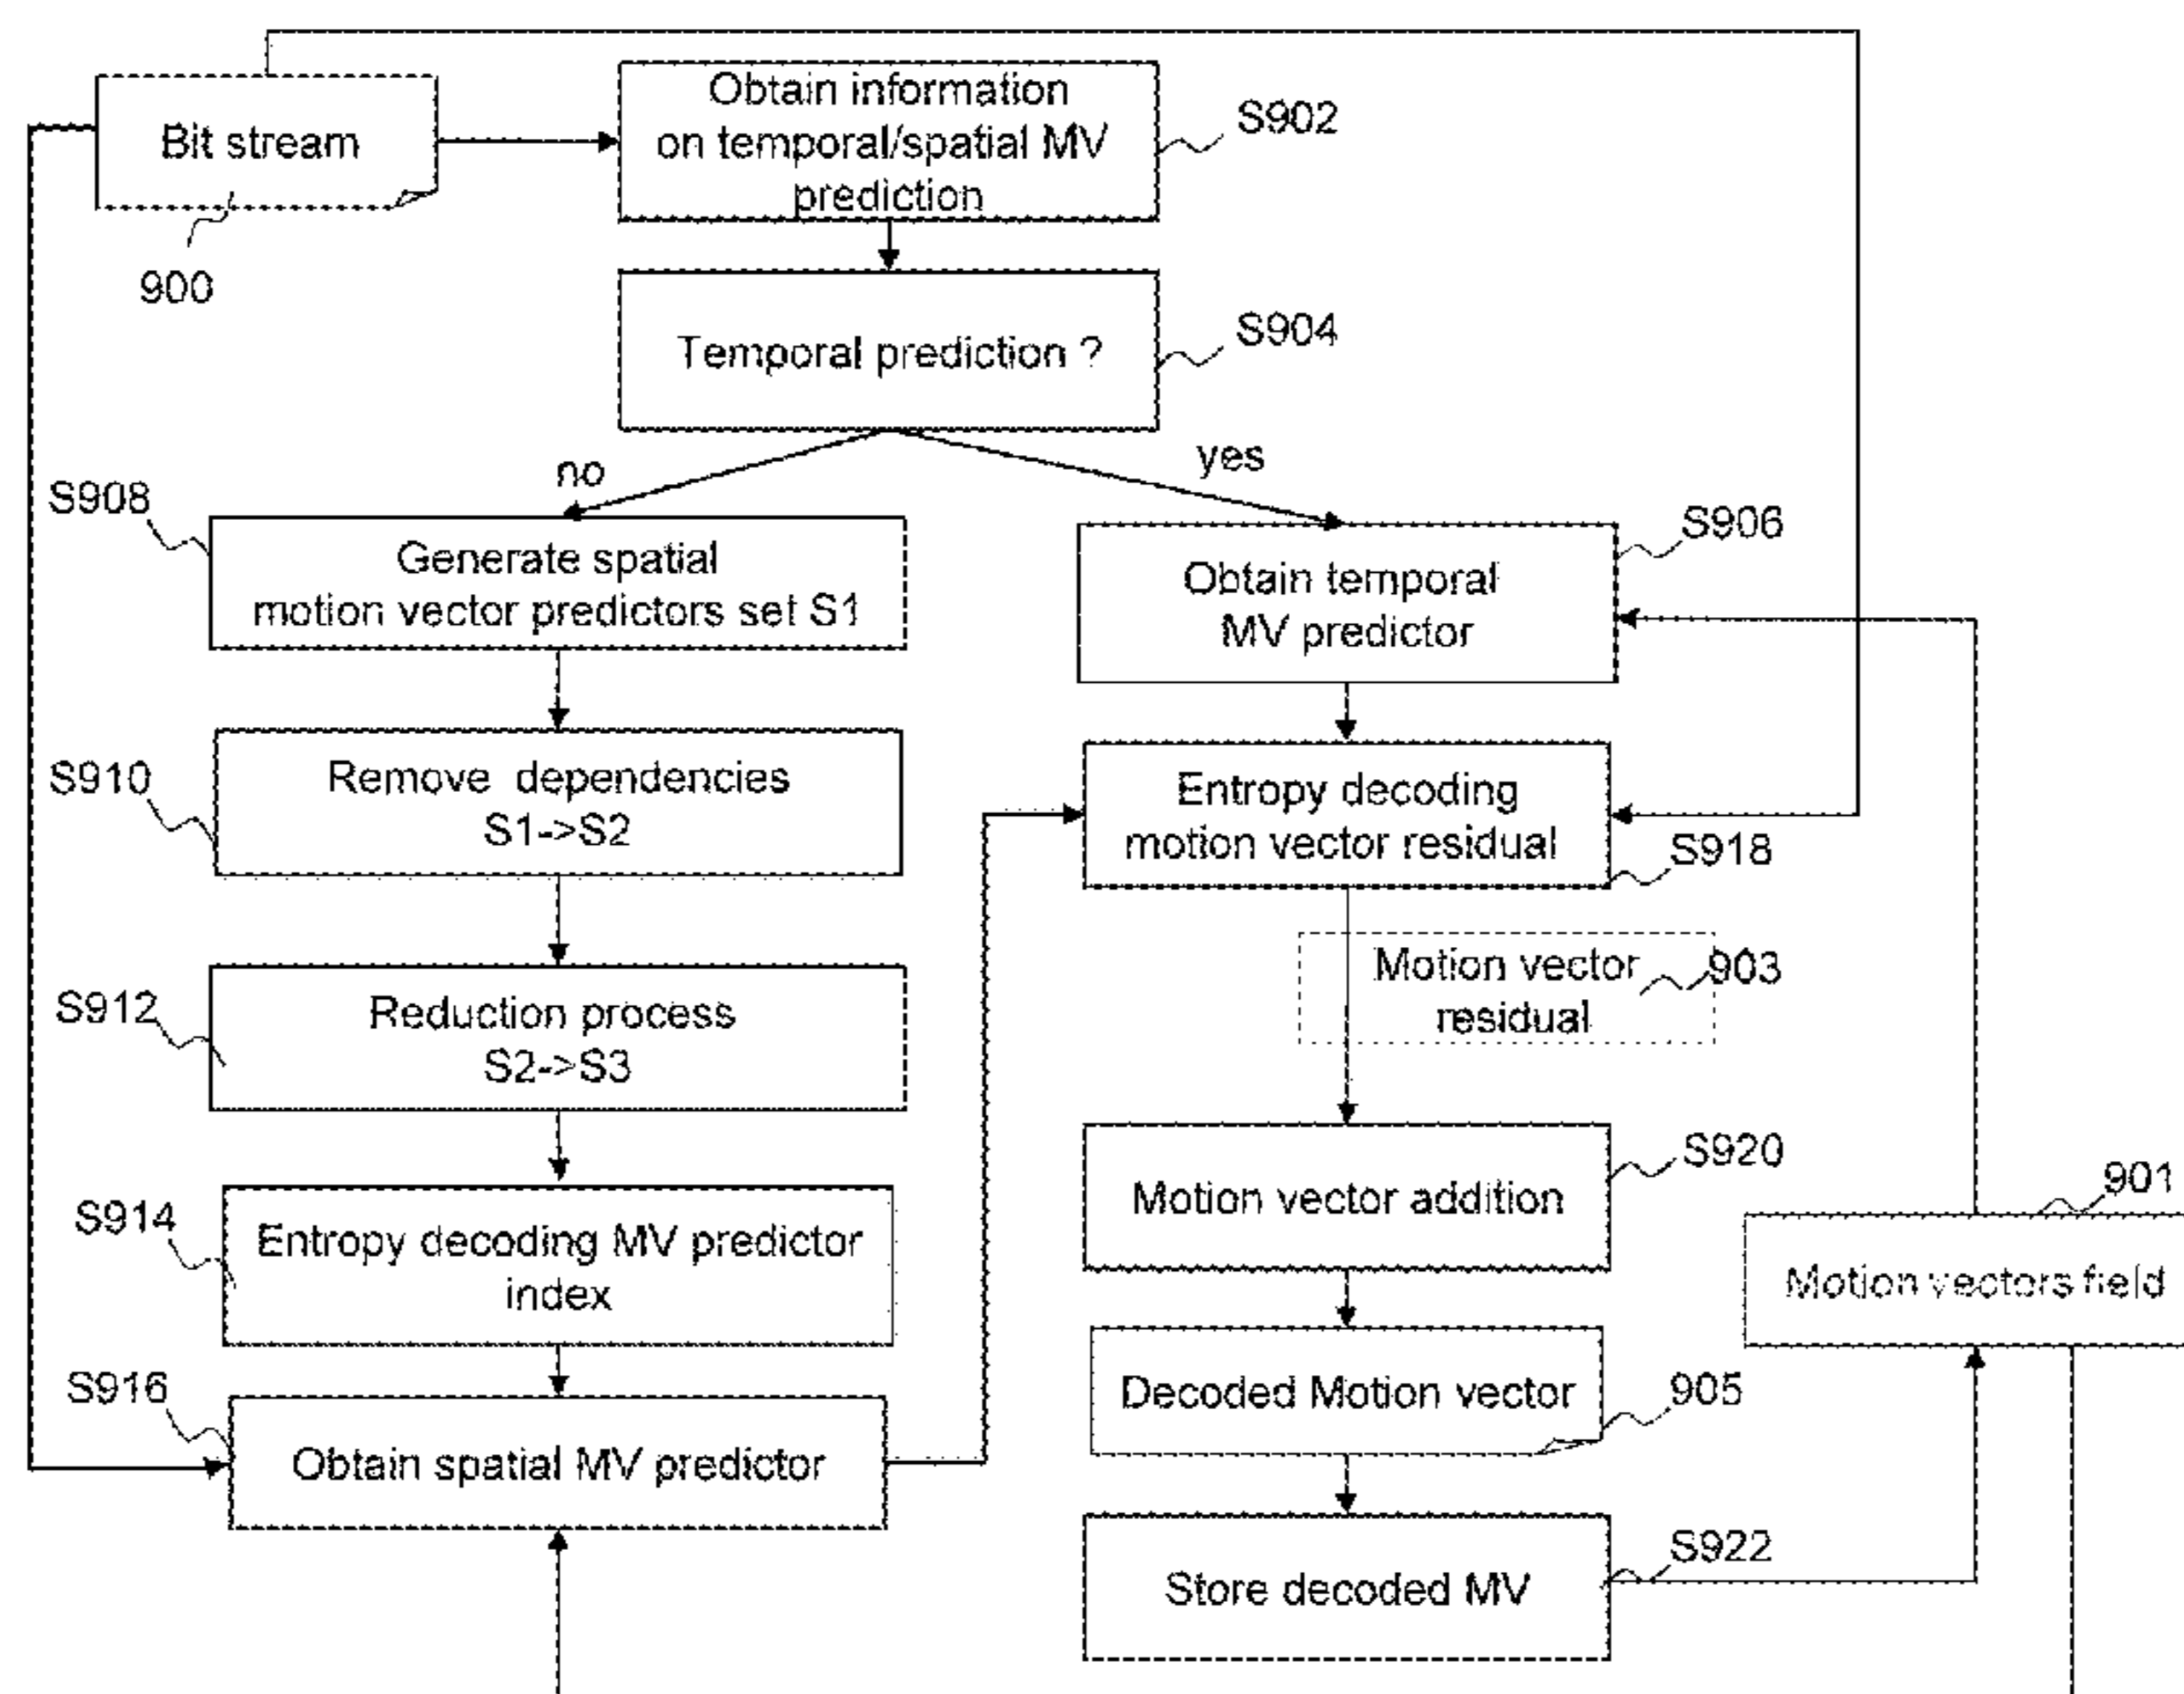 Bit stream
900
Obtain information
on temporal/spatial MV
prediction
S902
Temporal prediction ?
S904
no
yes
S908
Generate spatial
motion vector predictors set S1
S906
Obtain temporal
MV predictor
S910
Remove dependencies
S1->S2
Entropy decoding
motion vector residual
S918
Motion vector
residual
903
S912
Reduction process
S2->S3
S920
Motion vector addition
901
Motion vectors field
S914
Entropy decoding MV predictor
index
Decoded Motion vector
905
S916
Obtain spatial MV predictor
S922
Store decoded MV